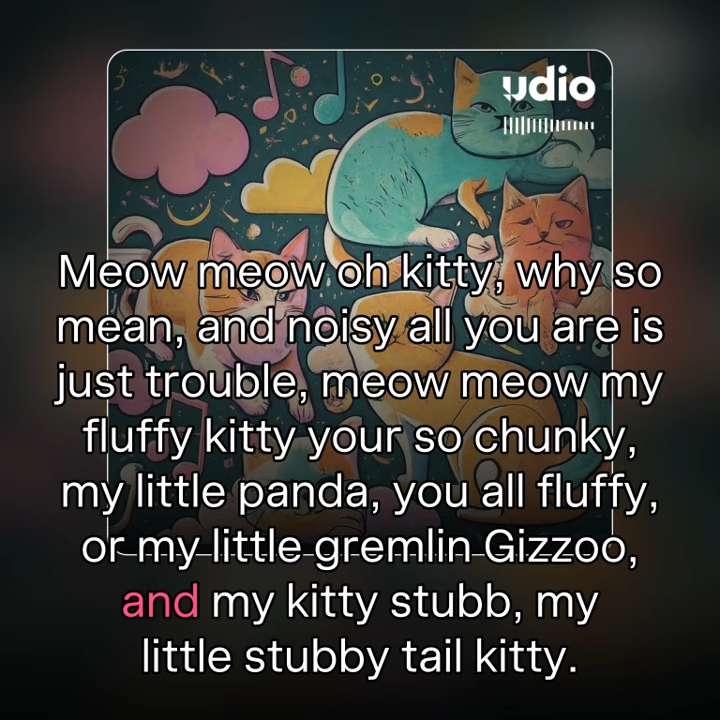 udio
Meow meow oh kitty, why so
mean, and noisy all you are is
just trouble, meow meow my
fluffy kitty your so chunky,
my little panda, you all fluffy,
or my little gremlin Gizzoo,
and my kitty stubb, my
little stubby tail kitty.